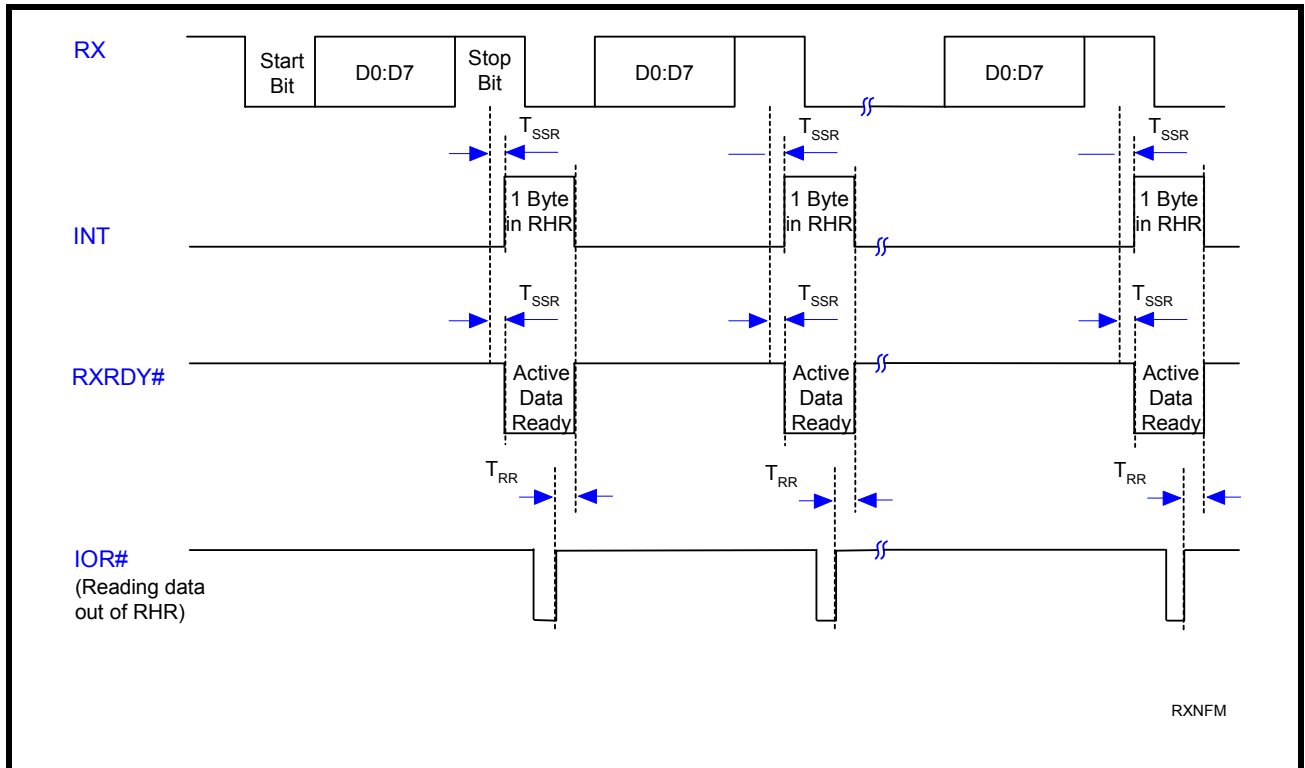 RX
Start
Bit
D0:D7
Stop
Bit
D0:D7
D0:D7
TSSR
TSSR
TSSR
INT
1 Byte
in RHR
1 Byte
in RHR
1 Byte
in RHR
TSSR
TSSR
TSSR
RXRDY#
Active
Data
Ready
Active
Data
Ready
Active
Data
Ready
TRR
TRR
TRR
IOR#
(Reading data
out of RHR)
RXNFM